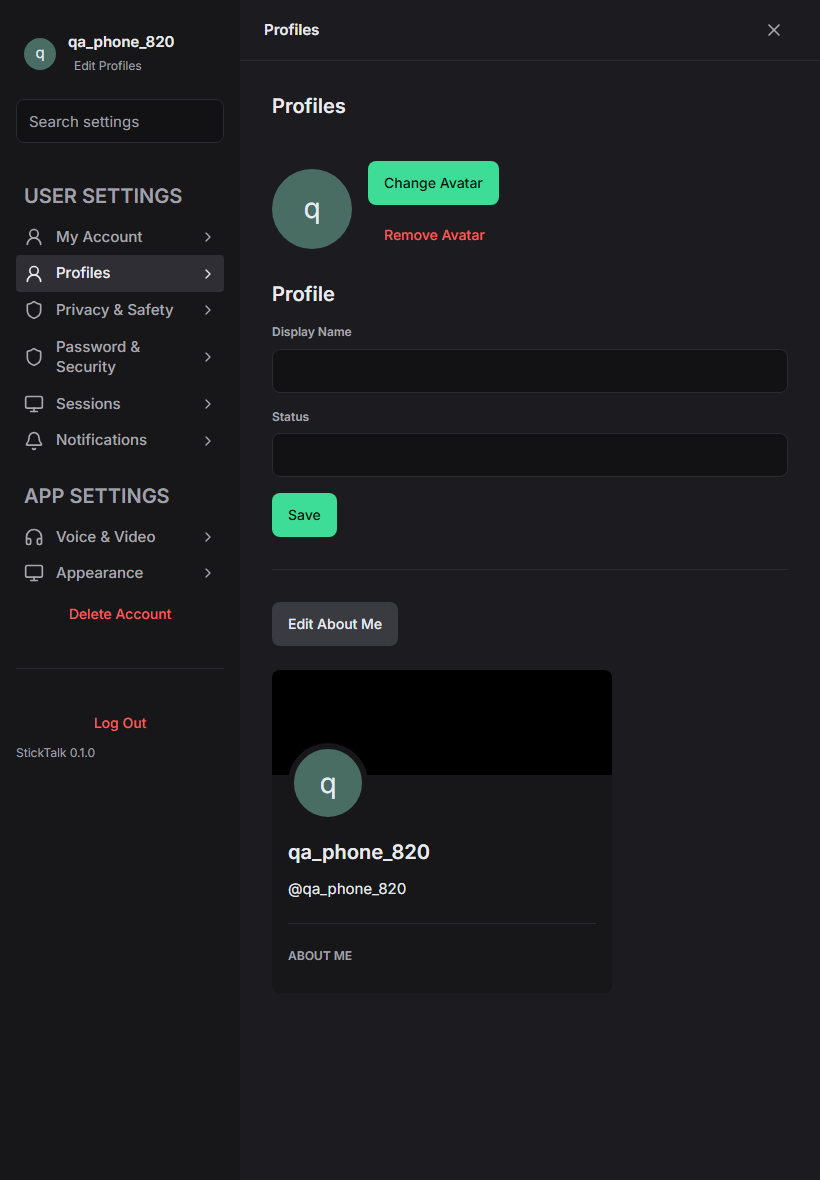 q
qa_phone_820
Edit Profiles
Search settings
USER SETTINGS
My Account
Profiles
Privacy & Safety
Password &
Security
Sessions
Notifications
APP SETTINGS
Voice & Video
Appearance
Delete Account
Log Out
StickTalk 0.1.0
Profiles
Profiles
q
Change Avatar
Remove Avatar
Profile
Display Name
Status
Save
Edit About Me
q
qa_phone_820
@qa_phone_820
ABOUT ME